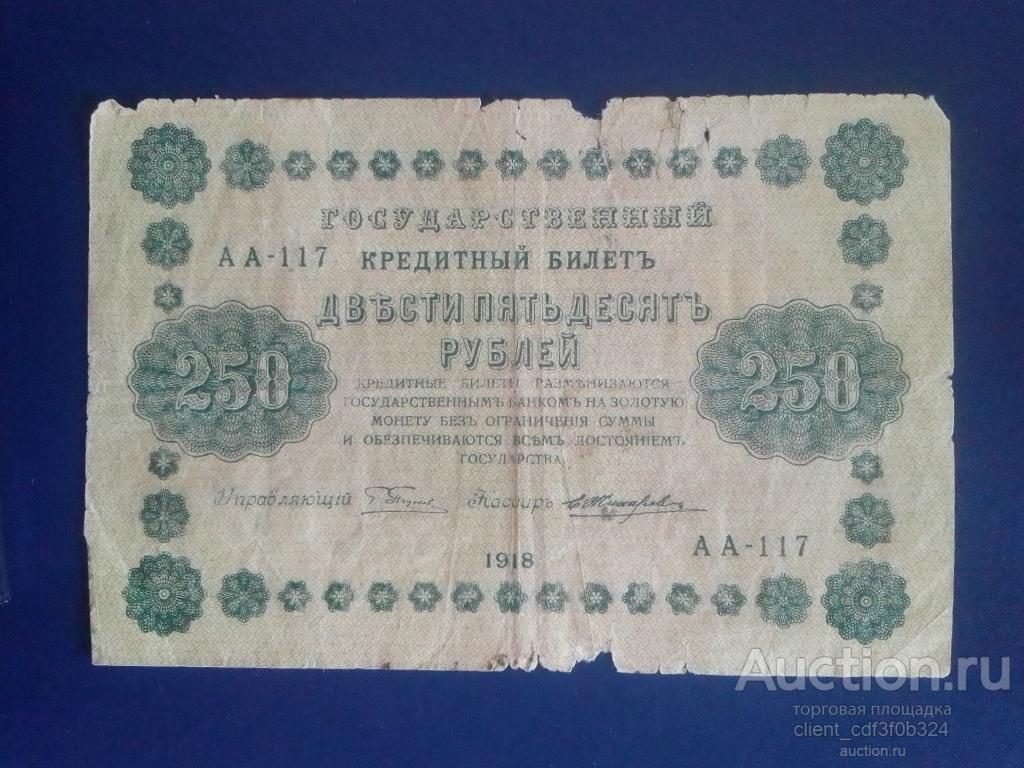 ГОСУДАРСТВЕННЫЙ
АА-117 КРЕДИТНЫЙ БИЛЕТЪ
ДВѢСТИ ПЯТЬДЕСЯТЪ
РУБЛЕЙ
250 250
КРЕДИТНЫЕ БИЛЕТЫ РАЗМѢНИВАЮТСЯ
ГОСУДАРСТВЕННЫМЪ БАНКОМЪ НА ЗОЛОТУЮ
МОНЕТУ БЕЗЪ ОГРАНИЧЕНІЯ СУММЫ
И ОБЕЗПЕЧИВАЮТСЯ ВСѢМЪ ДОСТОЯНІЕМЪ
ГОСУДАРСТВА
Управляющій Кассиръ
АА-117
1918
Auction.ru
торговая площадка
client_cdf3f0b324
auction.ru